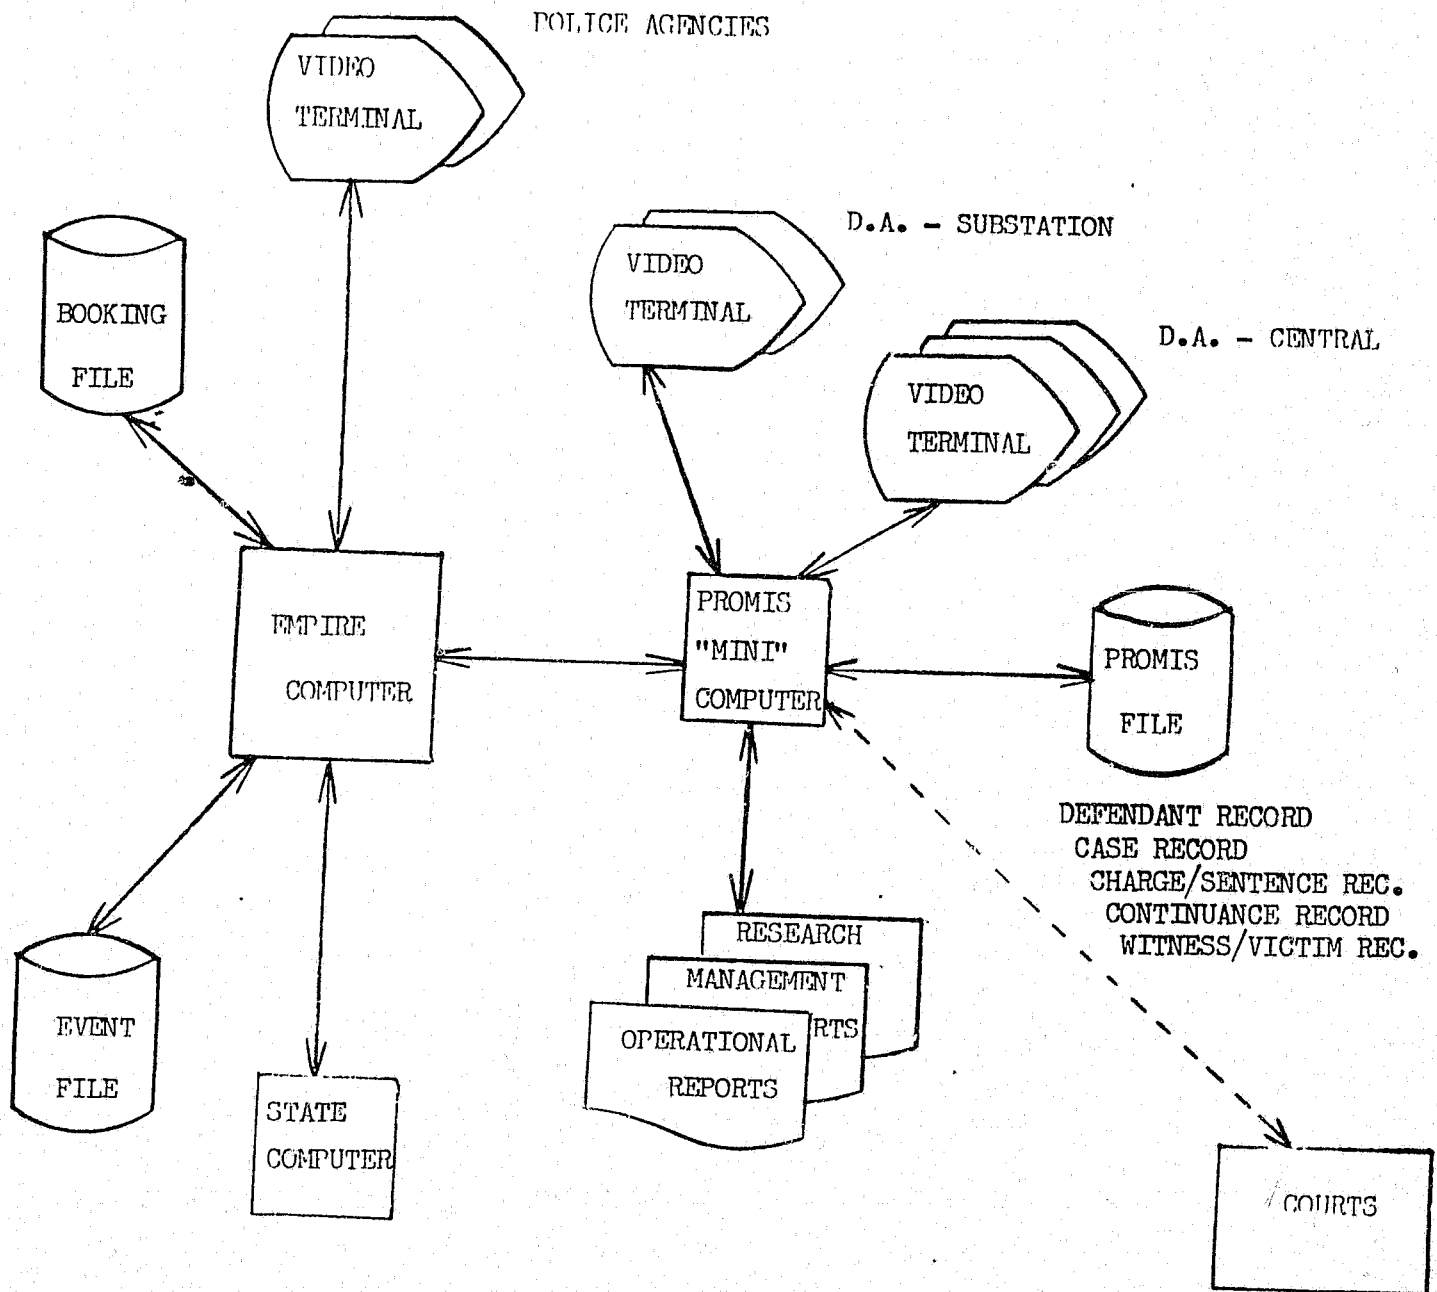 POLICE AGENCIES
VIDEO
TERMINAL
D.A. - SUBSTATION
VIDEO
TERMINAL
D.A. - CENTRAL
VIDEO
TERMINAL
BOOKING
FILE
EMPIRE
COMPUTER
PROMIS
"MINI"
COMPUTER
PROMIS
FILE
DEFENDANT RECORD
CASE RECORD
CHARGE/SENTENCE REC.
CONTINUANCE RECORD
WITNESS/VICTIM REC.
RESEARCH
MANAGEMENT
RTS
OPERATIONAL
REPORTS
EVENT
FILE
STATE
COMPUTER
COURTS